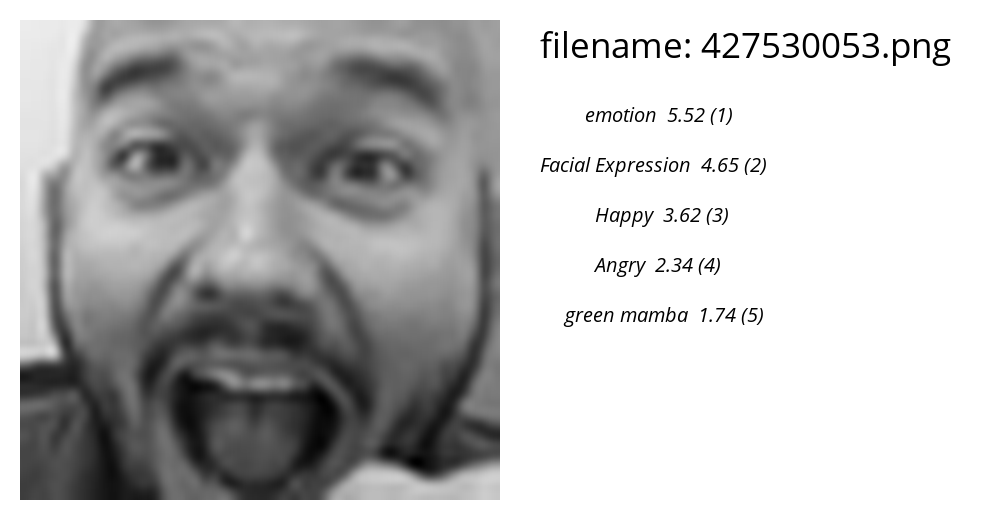 filename: 427530053.png
emotion 5.52 (1)
Facial Expression 4.65 (2)
Happy 3.62 (3)
Angry 2.34 (4)
green mamba 1.74 (5)